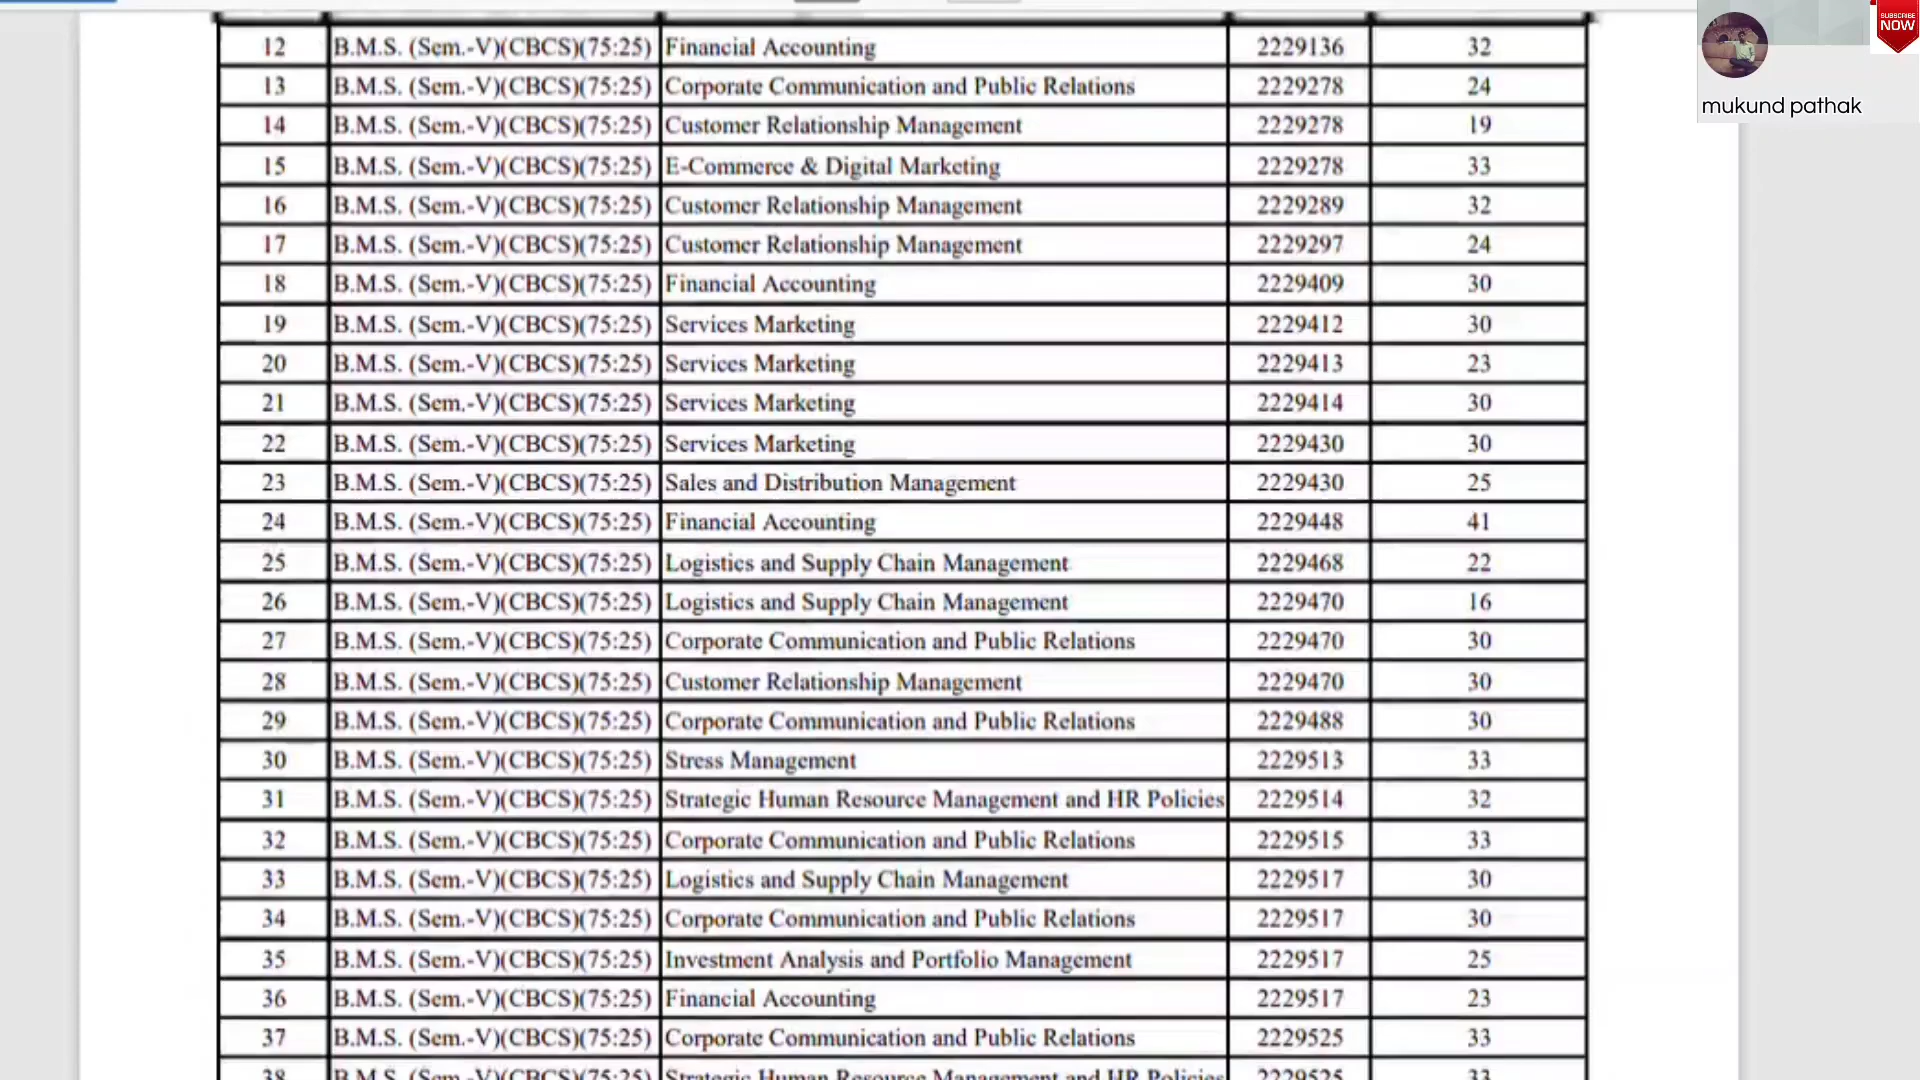 12 B.M.S. (Sem.-V)(CBCS)(75:25) Financial Accounting 2229136 32
13 B.M.S. (Sem.-V)(CBCS)(75:25) Corporate Communication and Public Relations 2229278 24
14 B.M.S. (Sem.-V)(CBCS)(75:25) Customer Relationship Management 2229278 19
15 B.M.S. (Sem.-V)(CBCS)(75:25) E-Commerce & Digital Marketing 2229278 33
16 B.M.S. (Sem.-V)(CBCS)(75:25) Customer Relationship Management 2229289 32
17 B.M.S. (Sem.-V)(CBCS)(75:25) Customer Relationship Management 2229297 24
18 B.M.S. (Sem.-V)(CBCS)(75:25) Financial Accounting 2229409 30
19 B.M.S. (Sem.-V)(CBCS)(75:25) Services Marketing 2229412 30
20 B.M.S. (Sem.-V)(CBCS)(75:25) Services Marketing 2229413 23
21 B.M.S. (Sem.-V)(CBCS)(75:25) Services Marketing 2229414 30
22 B.M.S. (Sem.-V)(CBCS)(75:25) Services Marketing 2229430 30
23 B.M.S. (Sem.-V)(CBCS)(75:25) Sales and Distribution Management 2229430 25
24 B.M.S. (Sem.-V)(CBCS)(75:25) Financial Accounting 2229448 41
25 B.M.S. (Sem.-V)(CBCS)(75:25) Logistics and Supply Chain Management 2229468 22
26 B.M.S. (Sem.-V)(CBCS)(75:25) Logistics and Supply Chain Management 2229470 16
27 B.M.S. (Sem.-V)(CBCS)(75:25) Corporate Communication and Public Relations 2229470 30
28 B.M.S. (Sem.-V)(CBCS)(75:25) Customer Relationship Management 2229470 30
29 B.M.S. (Sem.-V)(CBCS)(75:25) Corporate Communication and Public Relations 2229488 30
30 B.M.S. (Sem.-V)(CBCS)(75:25) Stress Management 2229513 33
31 B.M.S. (Sem.-V)(CBCS)(75:25) Strategic Human Resource Management and HR Policies 2229514 32
32 B.M.S. (Sem.-V)(CBCS)(75:25) Corporate Communication and Public Relations 2229515 33
33 B.M.S. (Sem.-V)(CBCS)(75:25) Logistics and Supply Chain Management 2229517 30
34 B.M.S. (Sem.-V)(CBCS)(75:25) Corporate Communication and Public Relations 2229517 30
35 B.M.S. (Sem.-V)(CBCS)(75:25) Investment Analysis and Portfolio Management 2229517 25
36 B.M.S. (Sem.-V)(CBCS)(75:25) Financial Accounting 2229517 23
37 B.M.S. (Sem.-V)(CBCS)(75:25) Corporate Communication and Public Relations 2229525 33
38 B.M.S. (Sem.-V)(CBCS)(75:25) Strategic Human Resource Management and HR Policies 2229525 33
SUBSCRIBE
NOW
mukund pathak